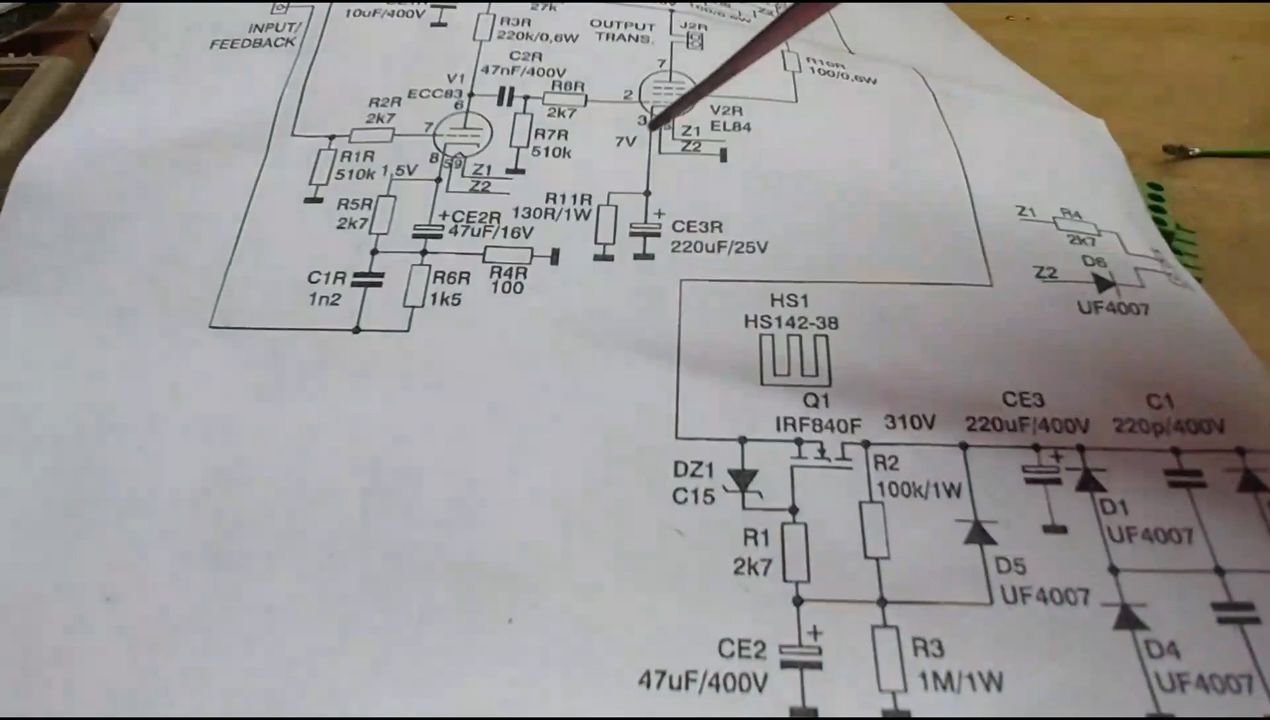 10uF/400V
27k
INPUT/
FEEDBACK
R3R
220k/0,6W
OUTPUT
TRANS.
J2R
C2R
47nF/400V
7
R10R
100/0,6W
V1
ECC83
6
R8R
2k7
2
V2R
EL84
R2R
2k7
7
3
7V
Z1
Z2
R7R
510k
R1R
510k
1,5V
8
5
9
Z1
Z2
R5R
2k7
CE2R
47uF/16V
R11R
130R/1W
CE3R
220uF/25V
C1R
1n2
R6R
1k5
R4R
100
Z1
R4
2k7
Z2
D6
UF4007
HS1
HS142-38
Q1
IRF840F
310V
CE3
220uF/400V
C1
220p/400V
DZ1
C15
R2
100k/1W
D1
UF4007
R1
2k7
D5
UF4007
CE2
47uF/400V
R3
1M/1W
D4
UF4007